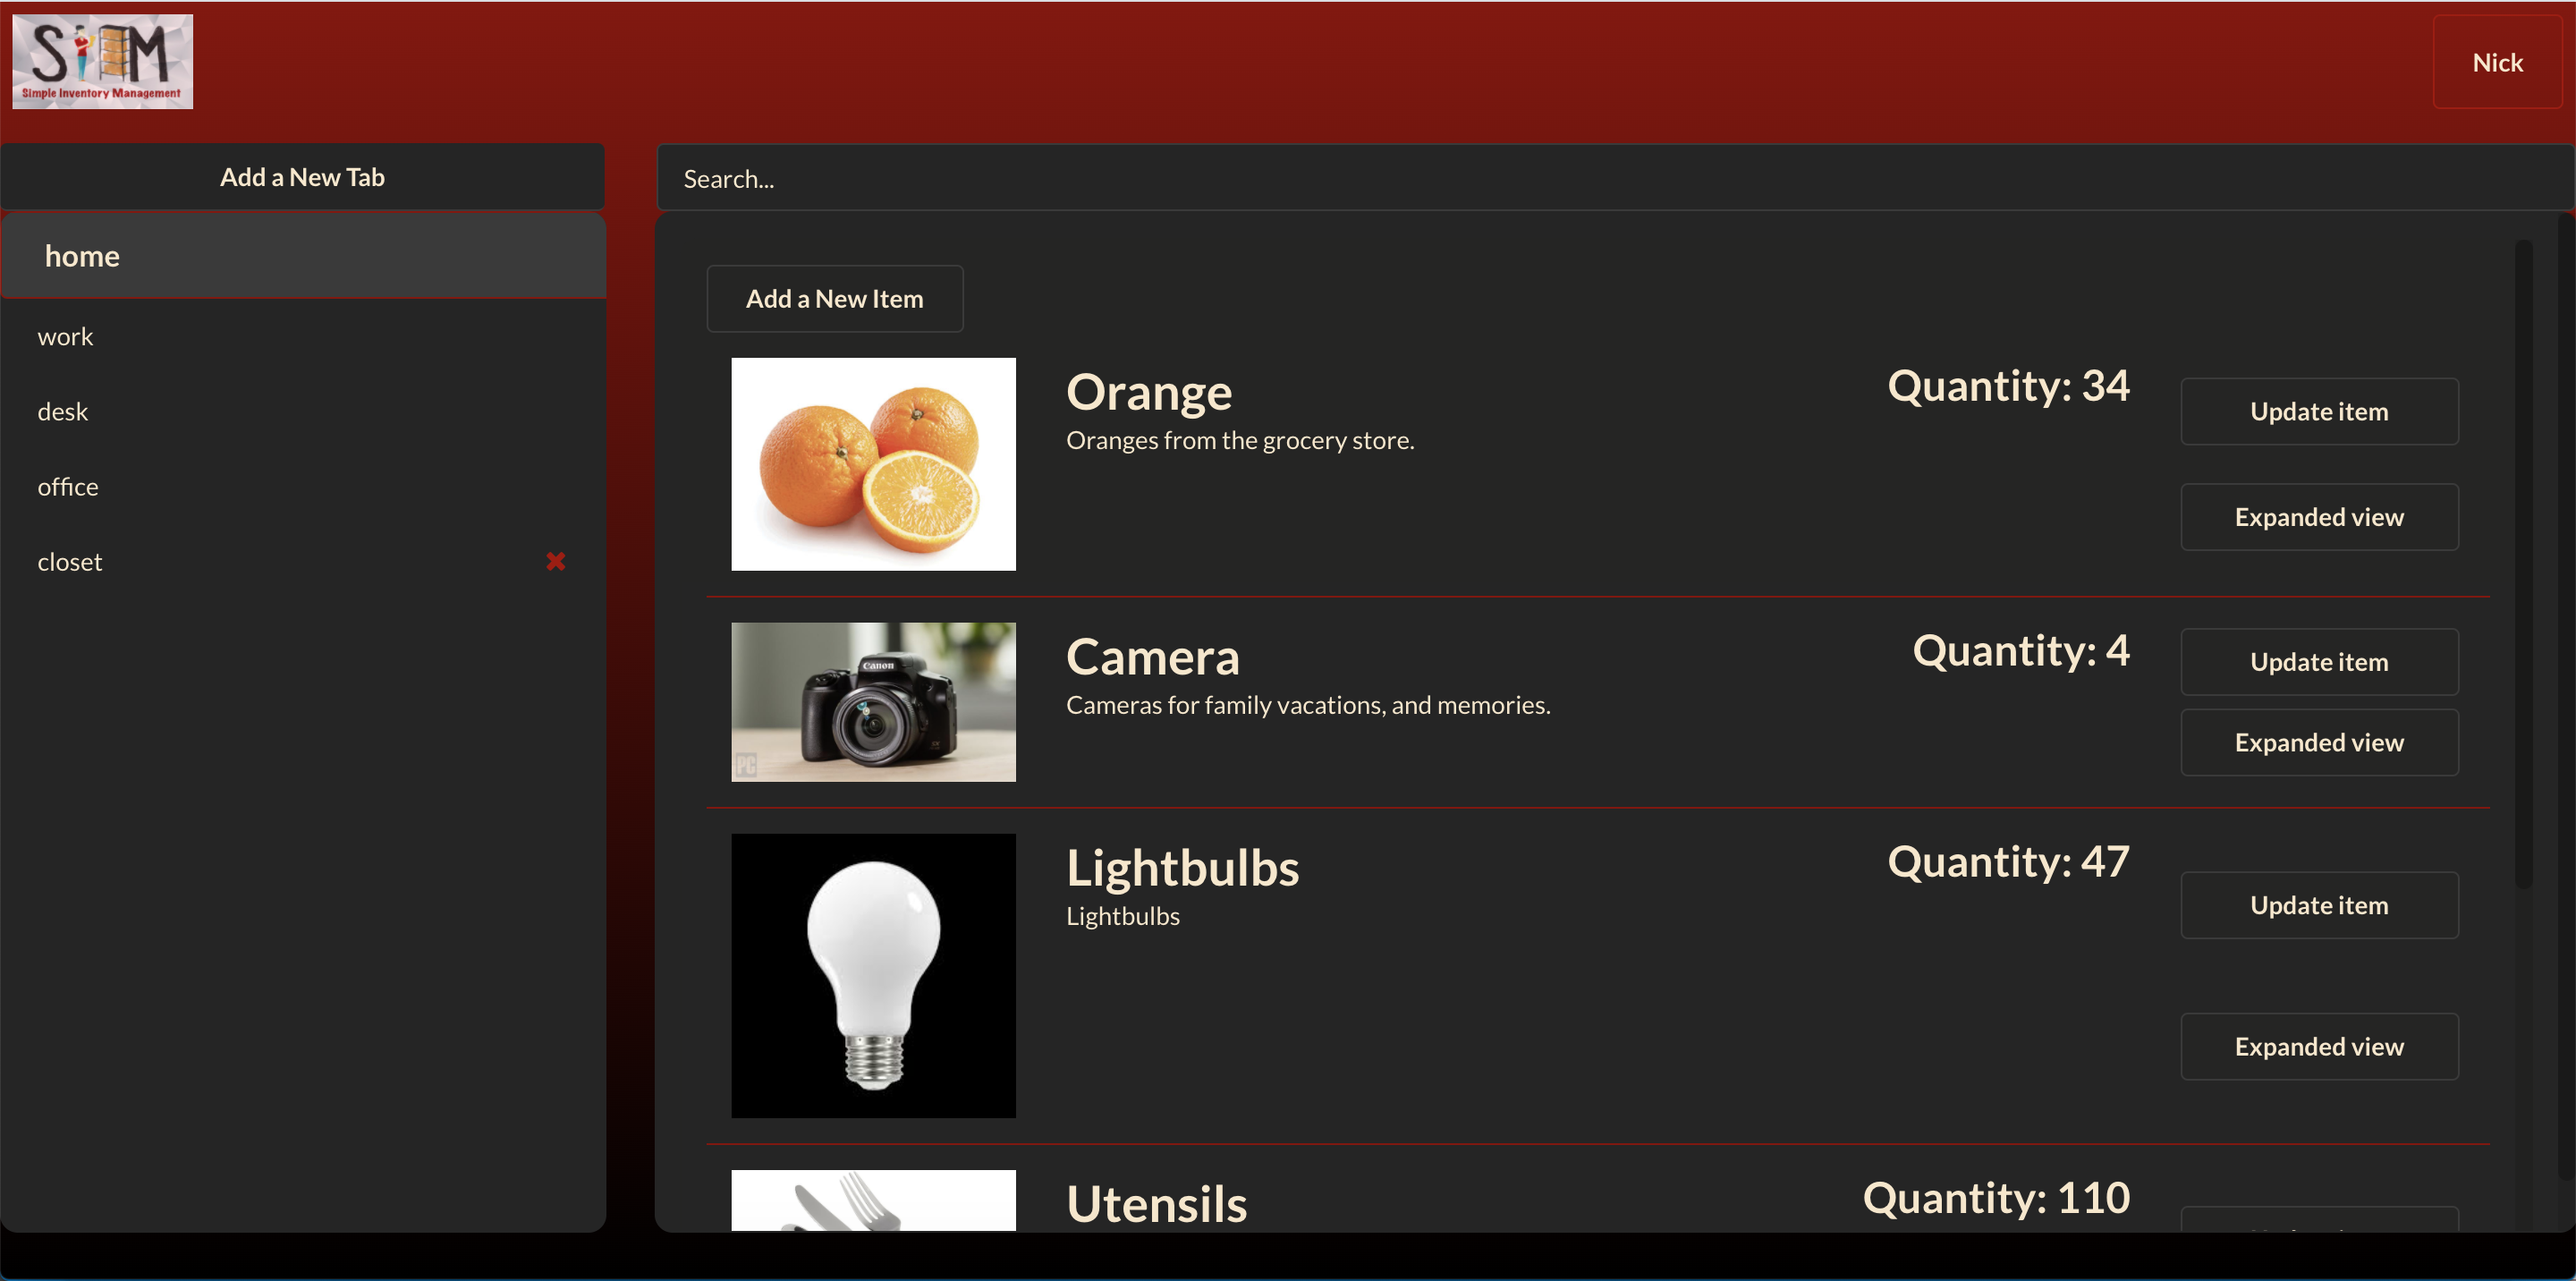 SiM
Simple Inventory Management
Nick
Add a New Tab
Search...
home
work
desk
office
closet
Add a New Item
Orange
Oranges from the grocery store.
Quantity: 34
Update item
Expanded view
Canon
PC
Camera
Cameras for family vacations, and memories.
Quantity: 4
Update item
Expanded view
Lightbulbs
Lightbulbs
Quantity: 47
Update item
Expanded view
Utensils
Quantity: 110